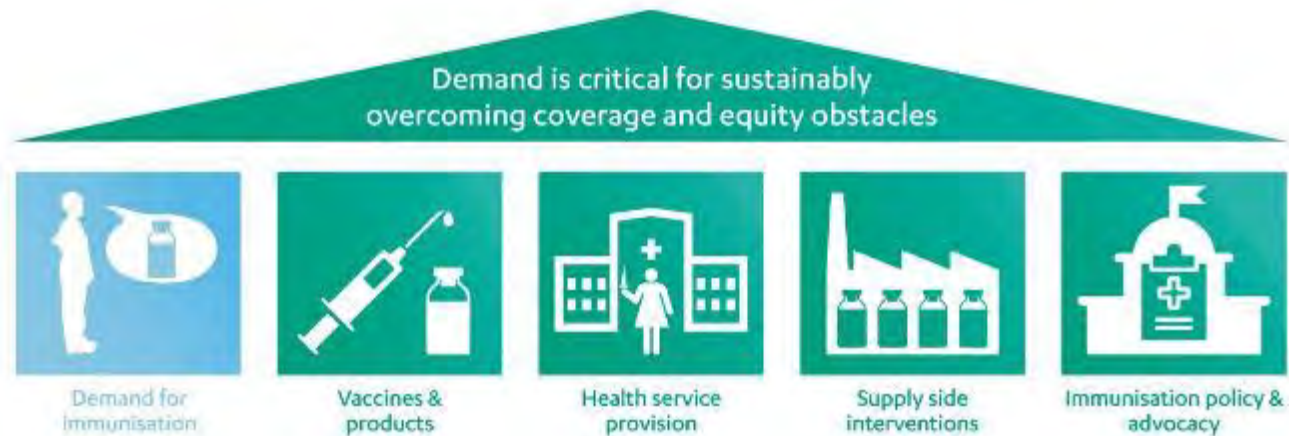 Demand is critical for sustainably
overcoming coverage and equity obstacles
Demand for
immunisation
Vaccines &
products
Health service
provision
Supply side
interventions
Immunisation policy &
advocacy